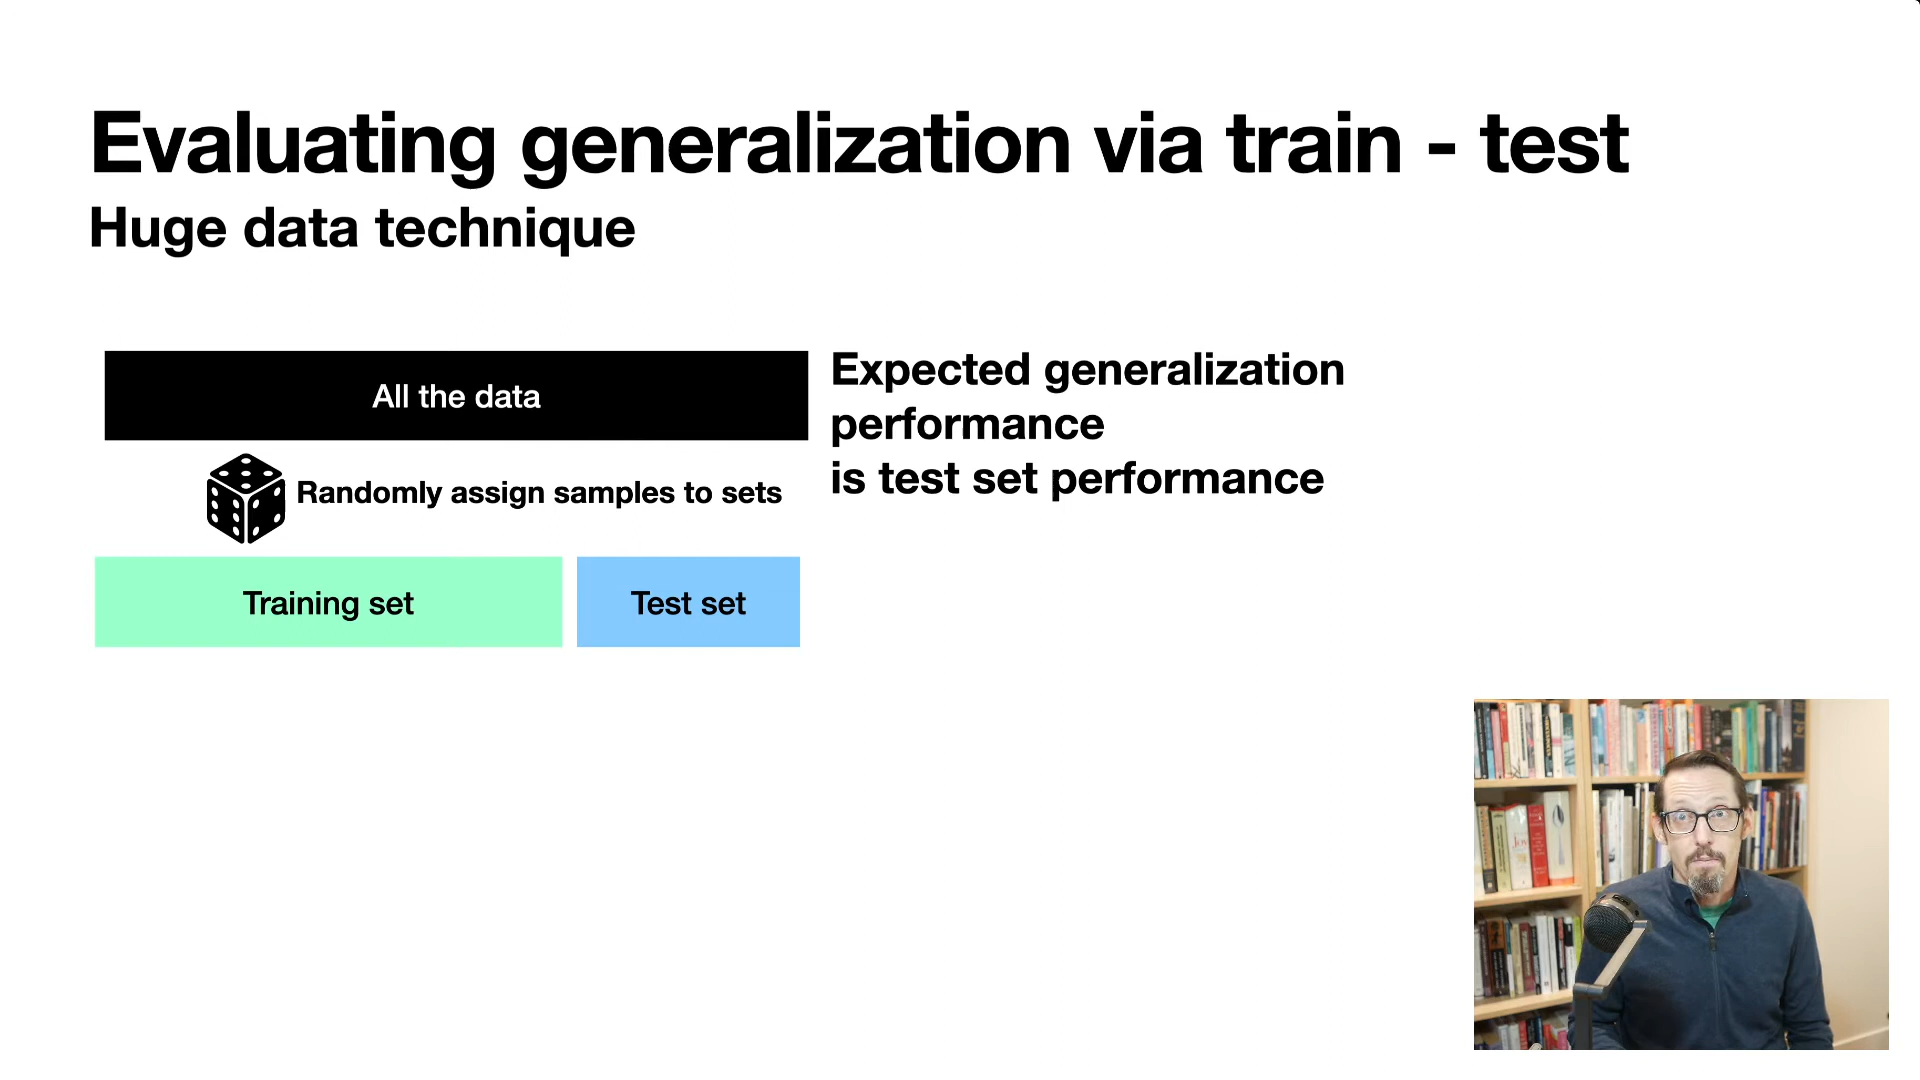 Evaluating generalization via train - test
Huge data technique
All the data
Randomly assign samples to sets
Training set
Test set
Expected generalization
performance
is test set performance